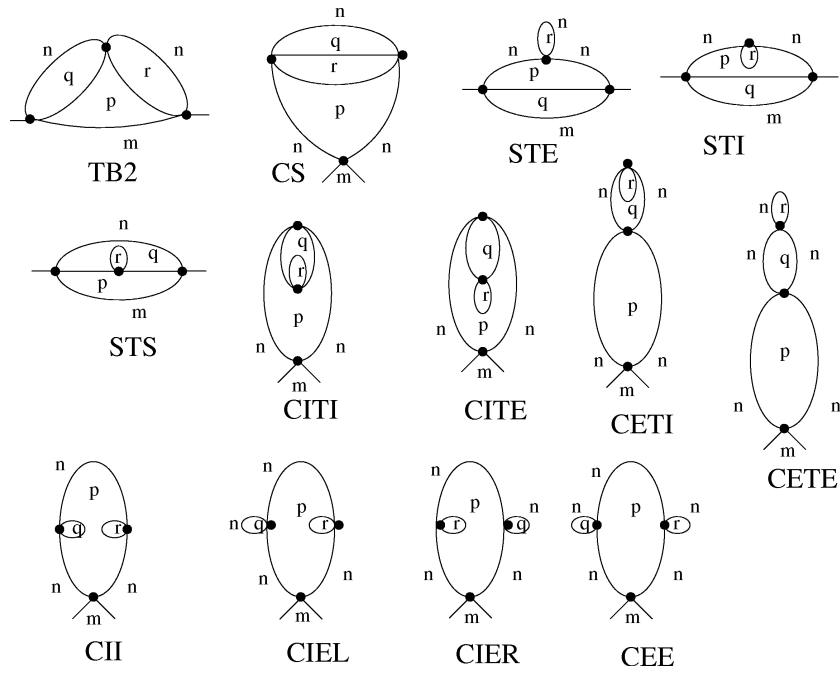 n q r p n m TB2
n q r p n n m CS
n r n n p q m STE
n n p r q m STI
n r q p m STS
q r p n n m CITI
q r n p n m CITE
n r n q p n n m CETI
n r n q n p n n m CETE
n p q r n n m CII
n p n q r n n m CIEL
n p n r q n n m CIER
n p n n q r n n m CEE